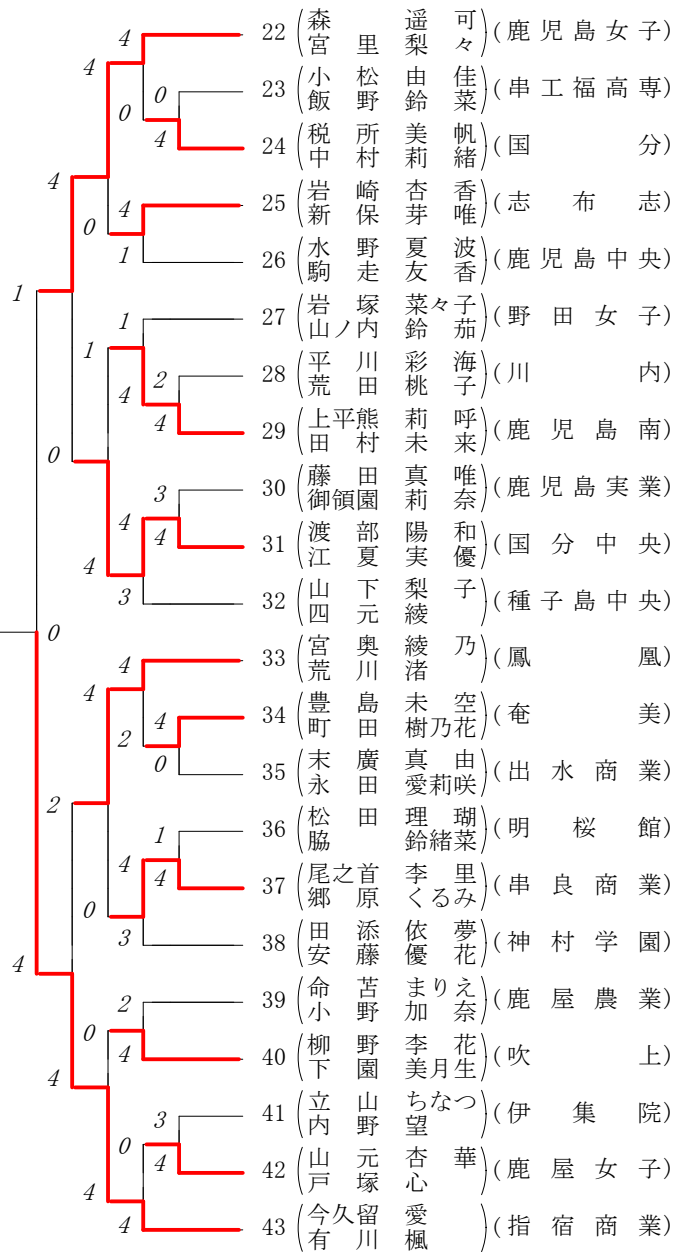 22 (森 遥可 宮里梨々) (鹿児島女子)
23 (小松由佳 飯野鈴菜) (串工福高専)
24 (税所美帆 中村莉緒) (国分)
25 (岩崎杏香 新保芽唯) (志布志)
26 (水野夏波 駒走友香) (鹿児島中央)
27 (岩塚菜々子 山ノ内鈴茄) (野田女子)
28 (平川彩海 荒田桃子) (川内)
29 (上平熊莉呼 田村未来) (鹿児島南)
30 (藤田真唯 御領園莉奈) (鹿児島実業)
31 (渡部陽和 江夏実優) (国分中央)
32 (山下梨子 四元綾) (種子島中央)
33 (宮奥綾乃 荒川渚) (鳳凰)
34 (豊島未空 町田樹乃花) (奄美)
35 (末廣真由 永田愛莉咲) (出水商業)
36 (松田理瑚 脇 鈴緒菜) (明桜館)
37 (尾之首李里 郷原くるみ) (串良商業)
38 (田添依夢 安藤優花) (神村学園)
39 (命苫まりえ 小野加奈) (鹿屋農業)
40 (柳野李花 下園美月生) (吹上)
41 (立山ちなつ 内野望) (伊集院)
42 (山元杏華 戸塚心) (鹿屋女子)
43 (今久留愛 有川楓) (指宿商業)
4
4
0
0
4
4
0
4
1
1
1
1
4
2
4
0
3
4
4
4
3
0
4
4
2
4
0
2
1
4
4
0
3
4
2
0
4
4
3
0
4
4
4